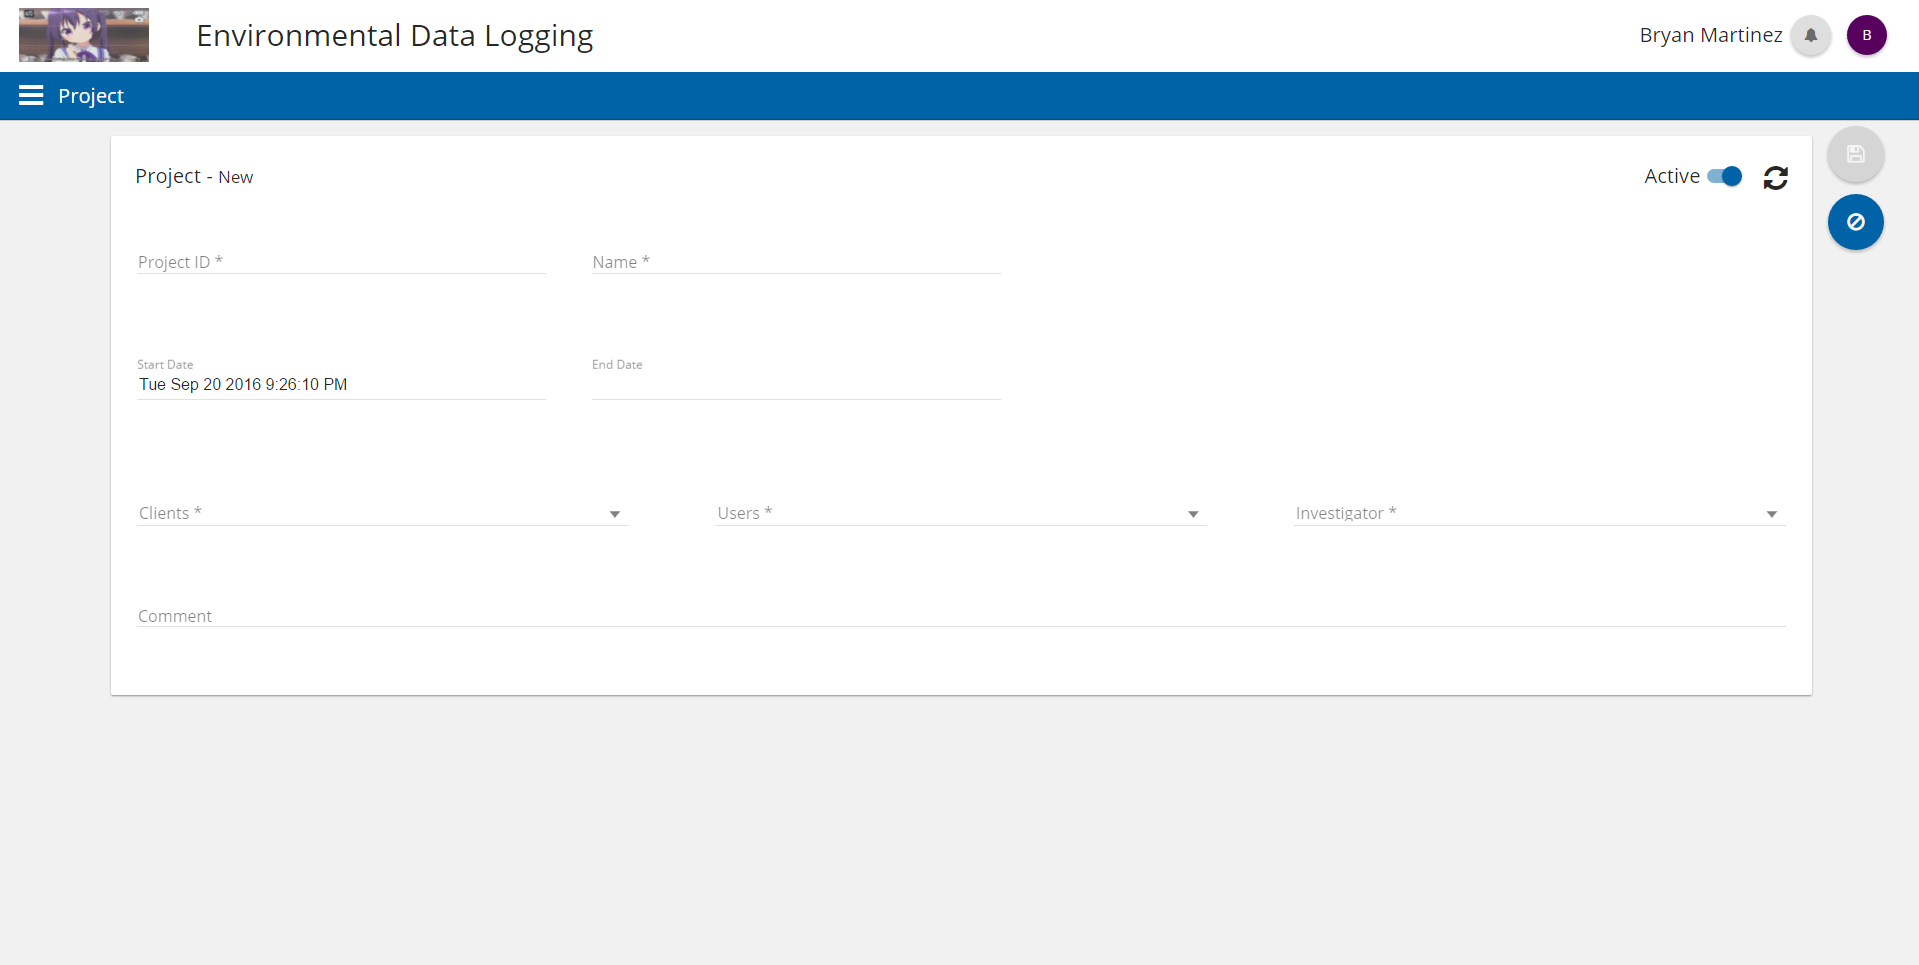 Environmental Data Logging
Bryan Martinez
B
Project
Project - New
Active
Project ID *
Name *
Start Date
End Date
Tue Sep 20 2016 9:26:10 PM
Clients *
Users *
Investigator *
Comment